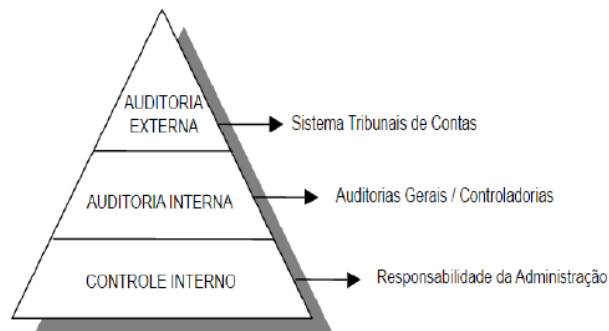 AUDITORIA
EXTERNA
Sistema Tribunais de Contas
AUDITORIA INTERNA
Auditorias Gerais / Controladorias
CONTROLE INTERNO
Responsabilidade da Administração